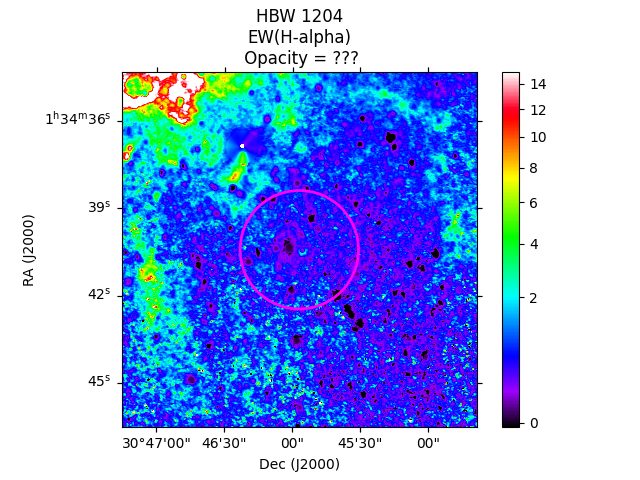 HBW 1204
EW(H-alpha)
Opacity = ???
14
12
10
8
6
4
2
0
1h34m36s
39s
42s
45s
RA (J2000)
30°47'00" 46'30" 00" 45'30" 00"
Dec (J2000)